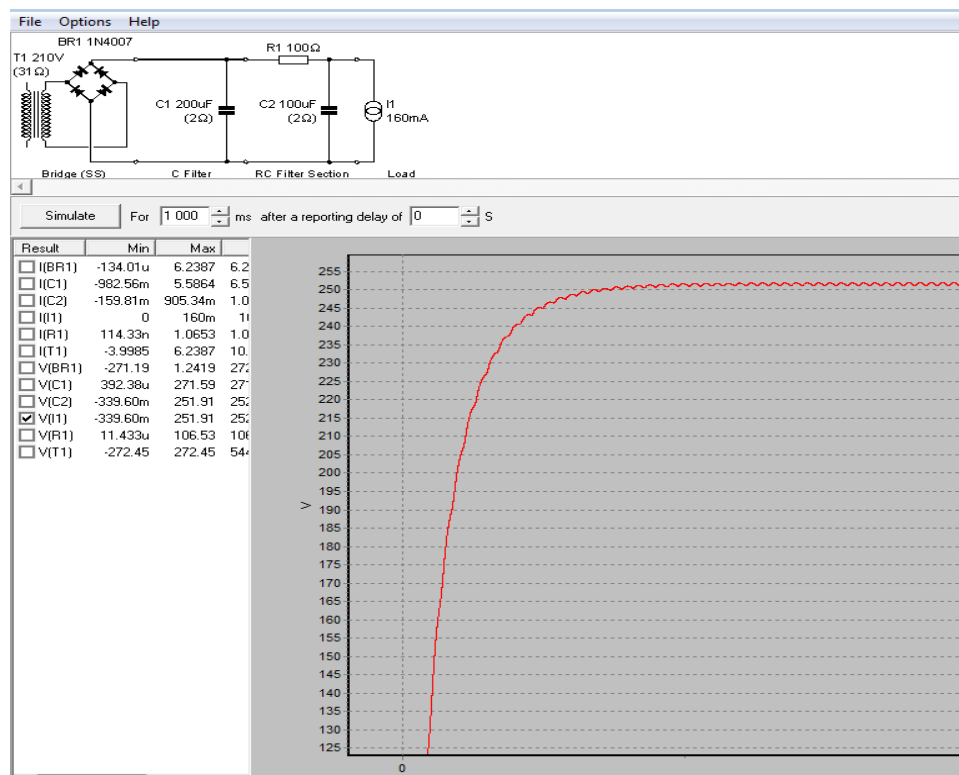 File Options Help
BR1 1N4007
T1 210V
(31Ω)
R1 100Ω
C1 200uF
(2Ω)
C2 100uF
(2Ω)
I1
160mA
Bridge (SS) C Filter RC Filter Section Load
Simulate For 1 000 ms after a reporting delay of 0 S
Result Min Max
I(BR1) -134.01u 6.2387 6.2
I(C1) -982.56m 5.5864 6.5
I(C2) -159.81m 905.34m 1.0
I(I1) 0 160m
I(R1) 114.33n 1.0653 1.0
I(T1) -3.9985 6.2387 10.
V(BR1) -271.19 1.2419
V(C1) 392.38u 271.59
V(C2) -339.60m 251.91
V(I1) -339.60m 251.91
V(R1) 11.433u 106.53
V(T1) -272.45 272.45
255
250
245
240
235
230
225
220
215
210
205
200
195
V
190
185
180
175
170
165
160
155
150
145
140
135
130
125
0